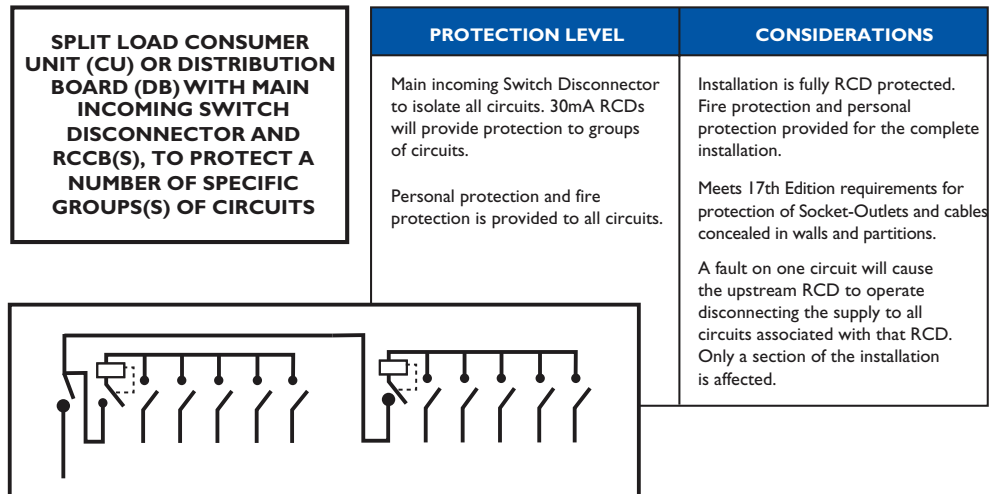 SPLIT LOAD CONSUMER
UNIT (CU) OR DISTRIBUTION
BOARD (DB) WITH MAIN
INCOMING SWITCH
DISCONNECTOR AND
RCCB(S), TO PROTECT A
NUMBER OF SPECIFIC
GROUPS(S) OF CIRCUITS
PROTECTION LEVEL
Main incoming Switch Disconnector
to isolate all circuits. 30mA RCDs
will provide protection to groups
of circuits.
Personal protection and fire
protection is provided to all circuits.
CONSIDERATIONS
Installation is fully RCD protected.
Fire protection and personal
protection provided for the complete
installation.
Meets 17th Edition requirements for
protection of Socket-Outlets and cables
concealed in walls and partitions.
A fault on one circuit will cause
the upstream RCD to operate
disconnecting the supply to all
circuits associated with that RCD.
Only a section of the installation
is affected.